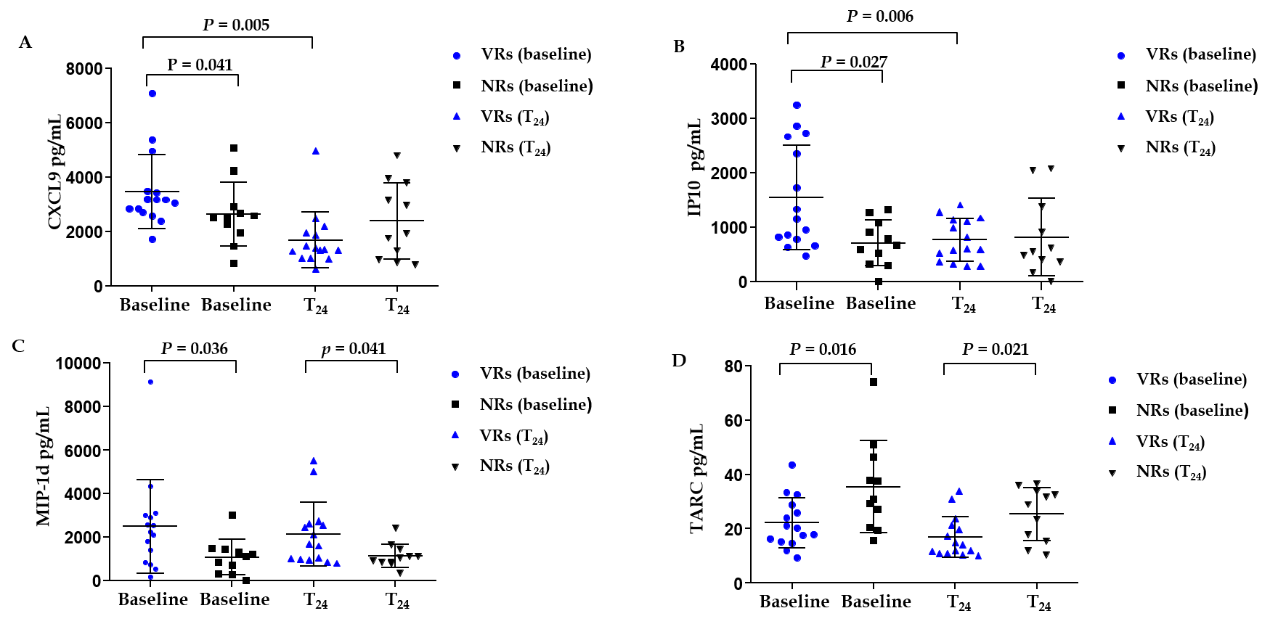 A
P = 0.005
P = 0.041
CXCL9 pg/mL
8000
6000
4000
2000
0
Baseline
Baseline
T24
T24
VRs (baseline)
NRs (baseline)
VRs (T24)
NRs (T24)
B
P = 0.006
P = 0.027
IP10 pg/mL
4000
3000
2000
1000
0
Baseline
Baseline
T24
T24
VRs (baseline)
NRs (baseline)
VRs (T24)
NRs (T24)
C
P = 0.036
p = 0.041
MIP-1d pg/mL
10000
8000
6000
4000
2000
0
Baseline
Baseline
T24
T24
VRs (baseline)
NRs (baseline)
VRs (T24)
NRs (T24)
D
P = 0.016
P = 0.021
TARC pg/mL
80
60
40
20
0
Baseline
Baseline
T24
T24
VRs (baseline)
NRs (baseline)
VRs (T24)
NRs (T24)